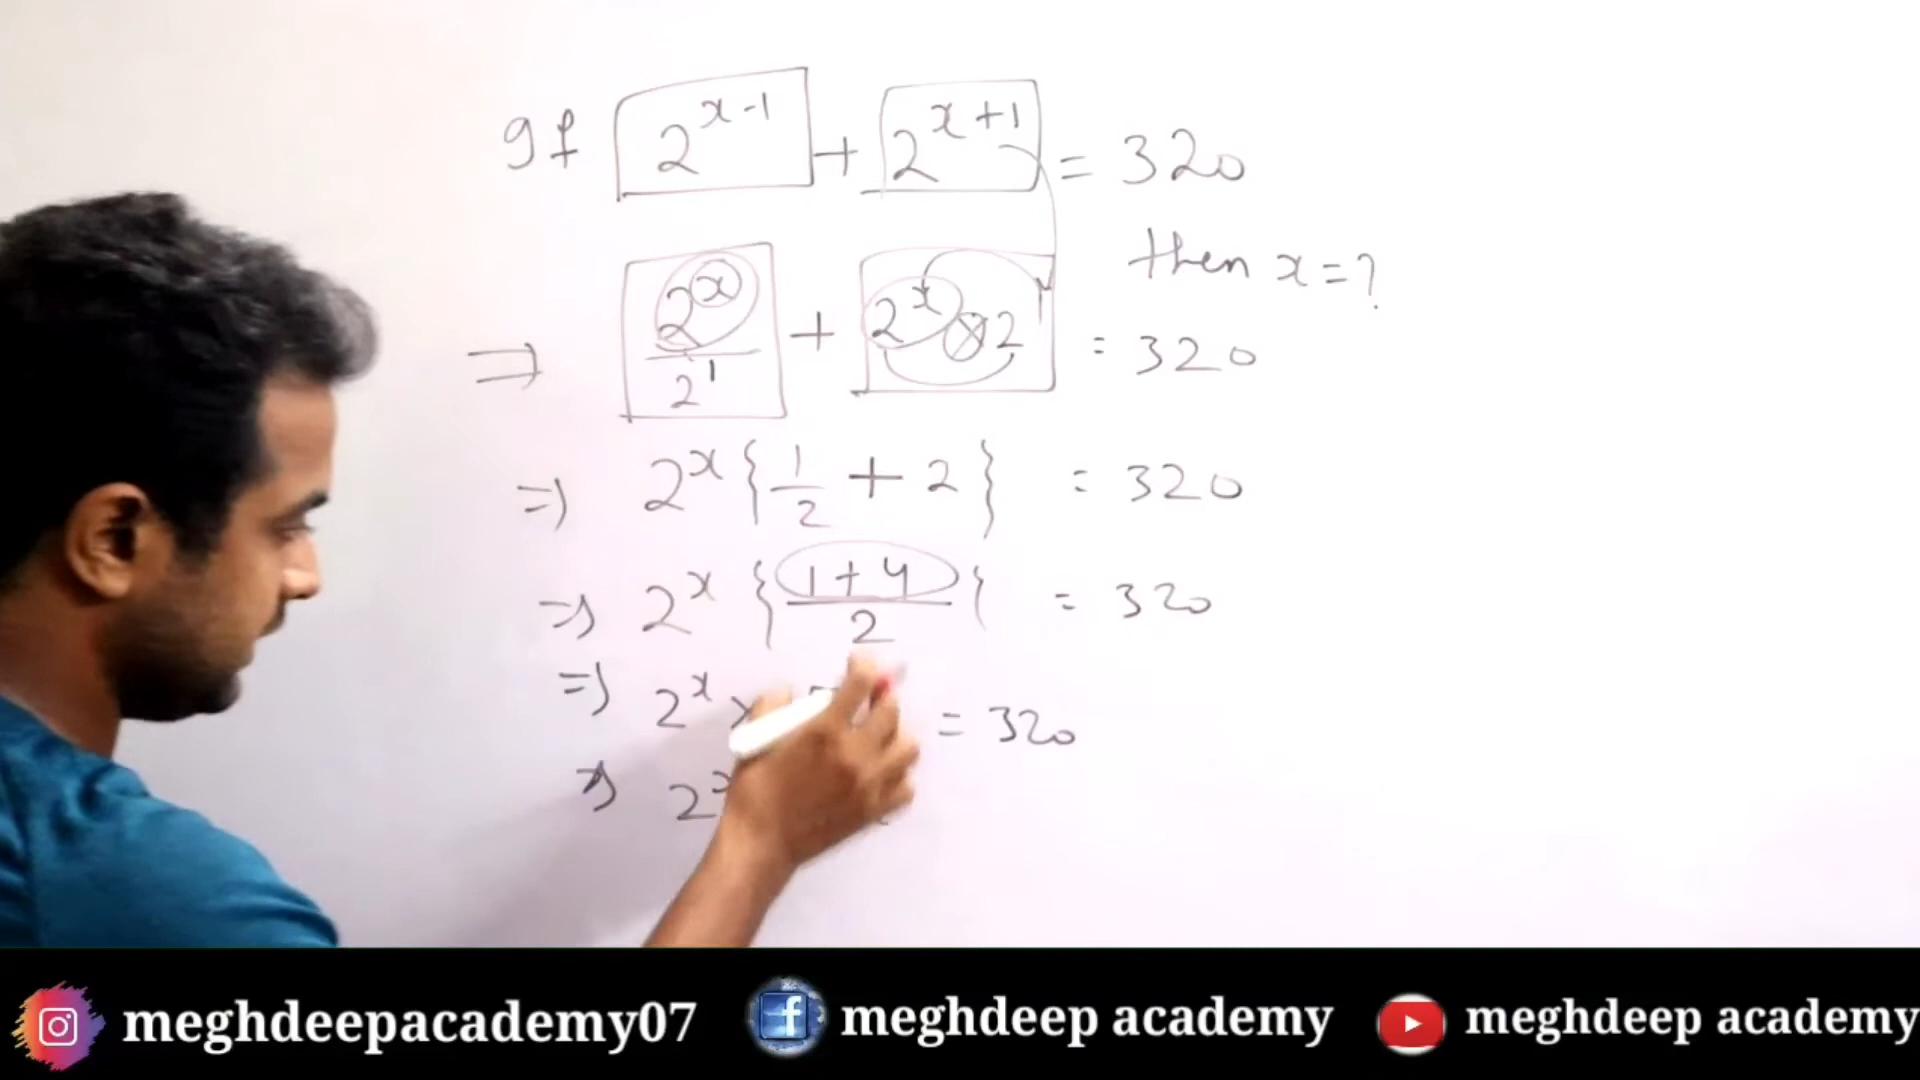 If 2^{x-1} + 2^{x+1} = 320
then x = ?
⇒ 2^x/2^1 + 2^x × 2^1 = 320
⇒ 2^x {1/2 + 2} = 320
⇒ 2^x {(1+4)/2} = 320
⇒ 2^x × = 320
⇒ 2^x
meghdeepacademy07 meghdeep academy meghdeep academy